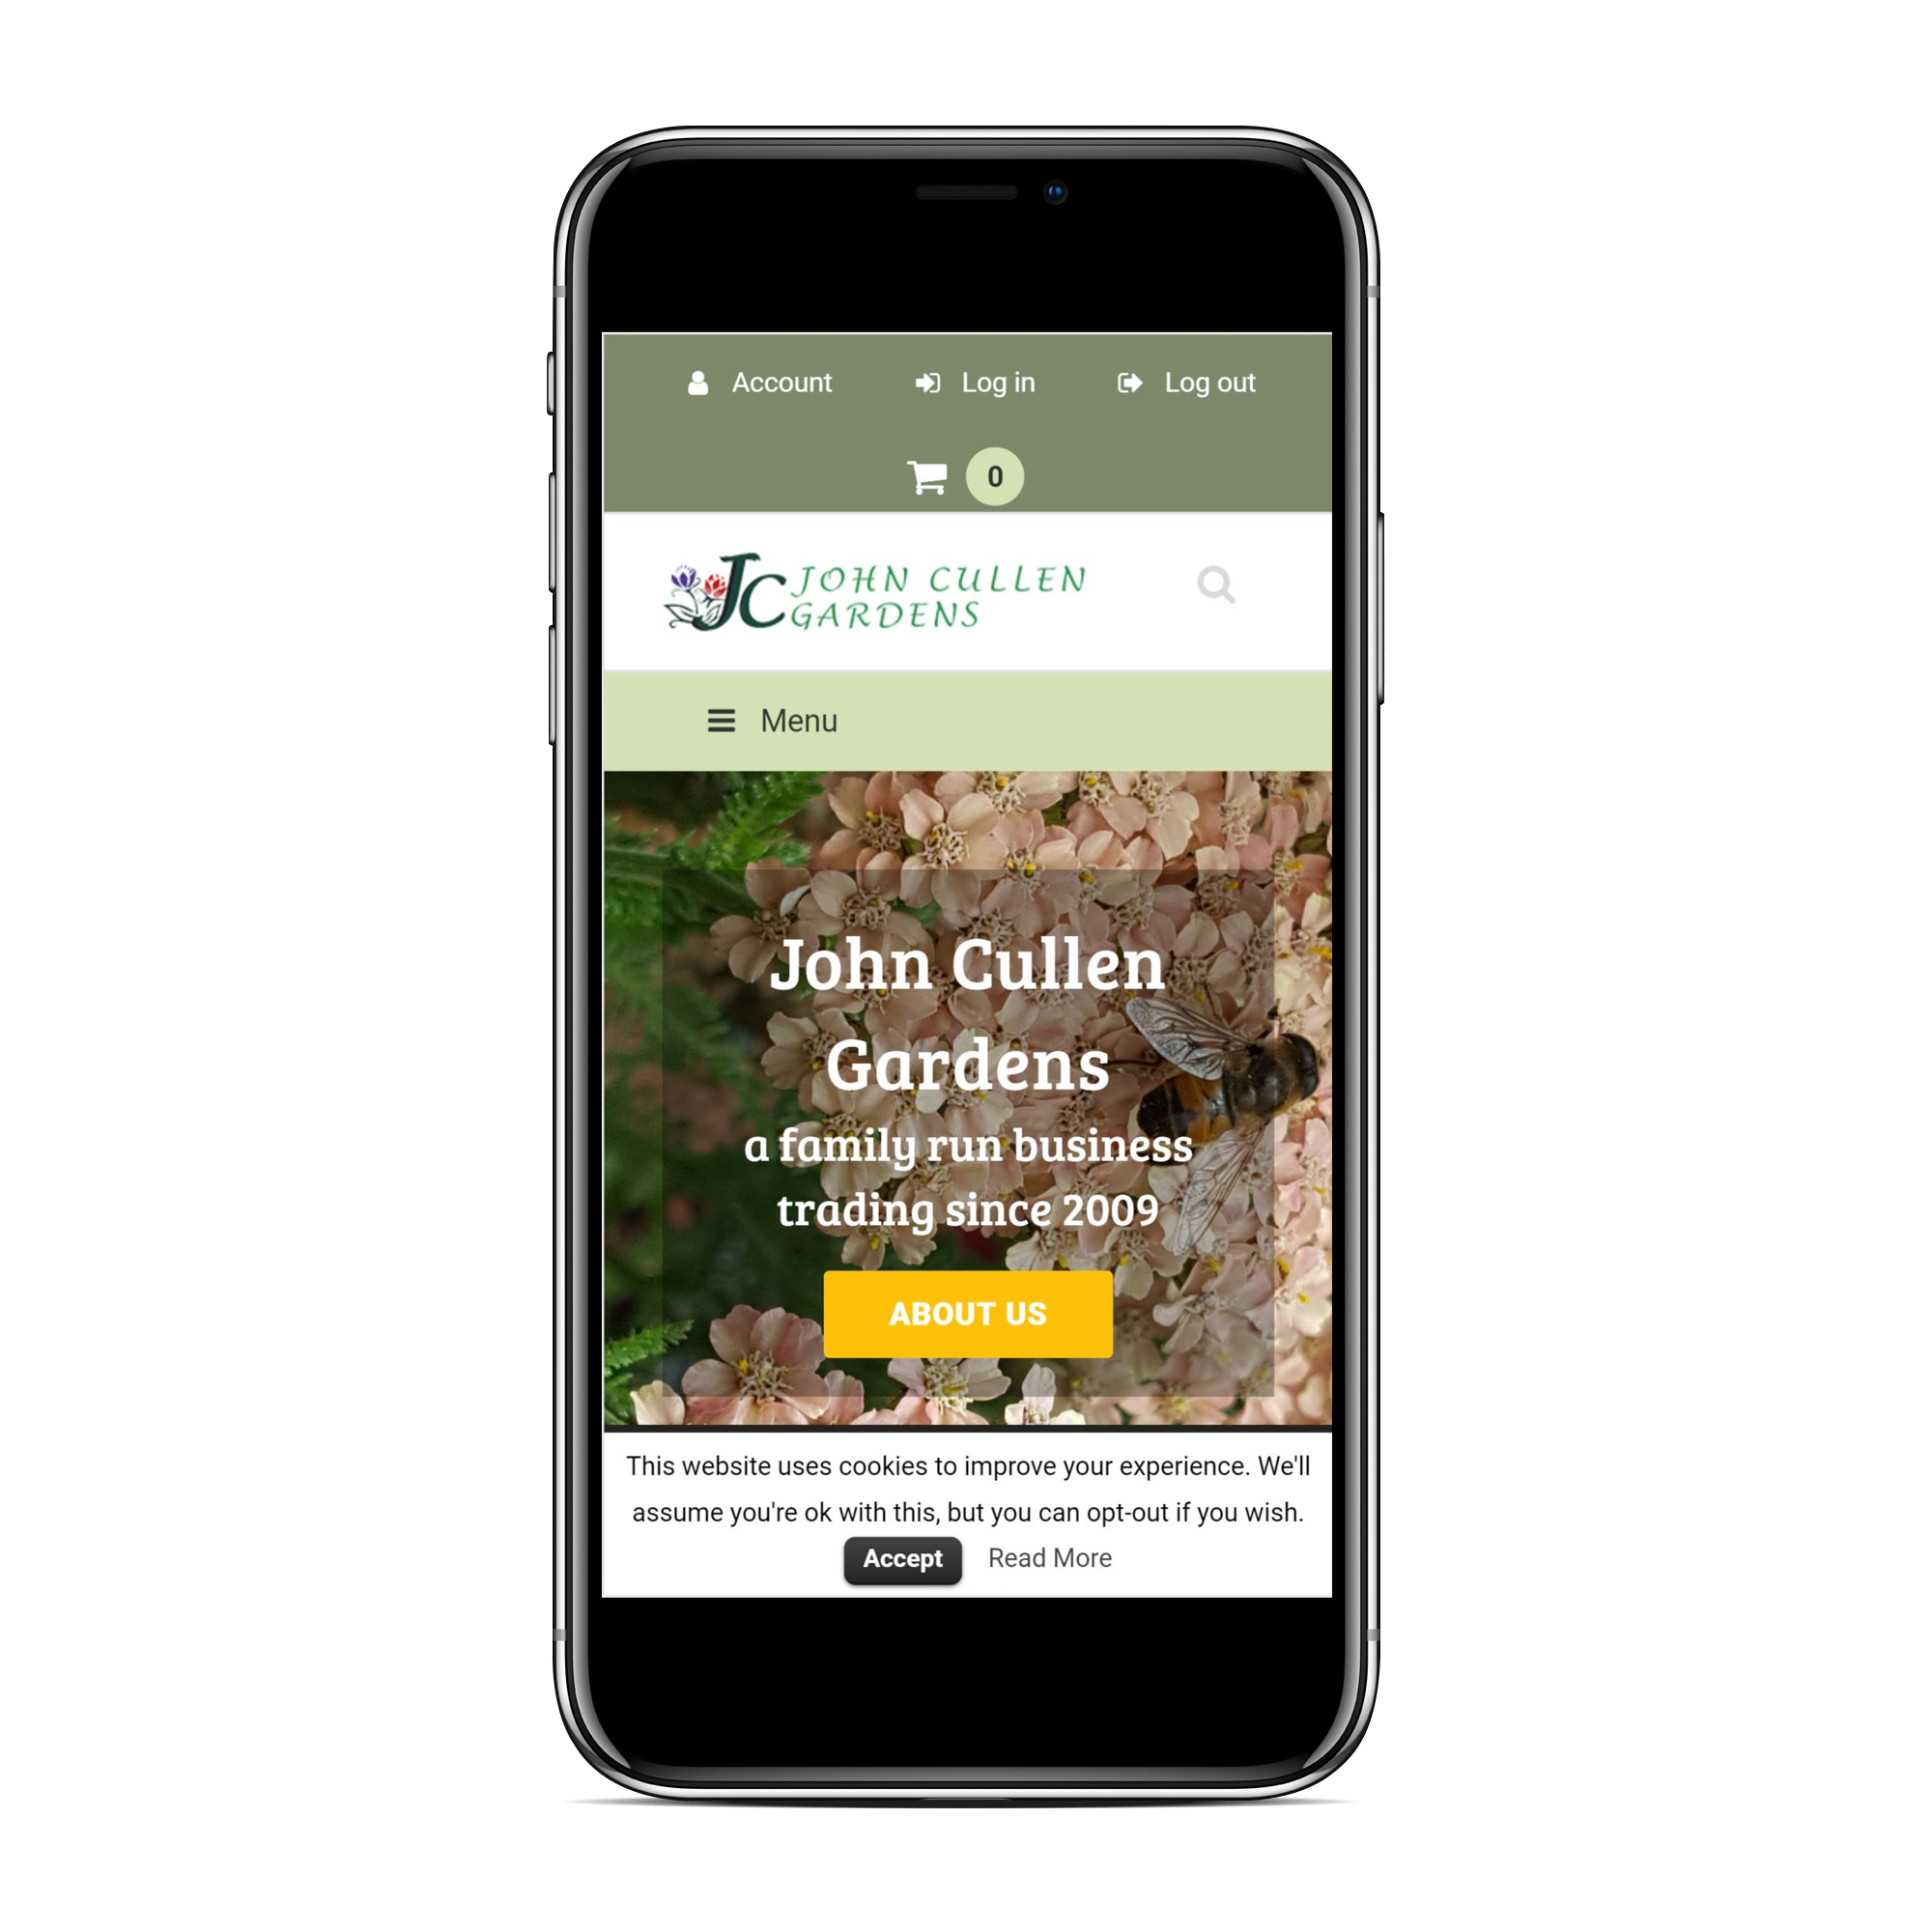 Account Log in Log out
0
JC JOHN CULLEN
GARDENS
Menu
John Cullen
Gardens
a family run business
trading since 2009
ABOUT US
This website uses cookies to improve your experience. We'll
assume you're ok with this, but you can opt-out if you wish.
Accept Read More